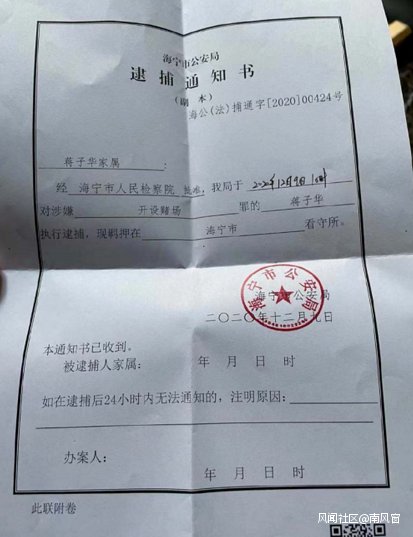 海宁市公安局
逮捕通知书
（副本）
海公(法)捕通字[2020]00424号
蒋子华家属：
经 海宁市人民检察院 批准，我局于 2020年12月9日
对涉嫌 开设赌场 罪的 蒋子华
执行逮捕，现羁押在 海宁市 看守所。
海宁市公安局
海宁市公安局
二〇二〇年十二月九日
本通知书已收到。
被逮捕人家属： 年 月 日 时
如在逮捕后24小时内无法通知的，注明原因：
办案人：
年 月 日 时
此联附卷
风闻社区@南风窗